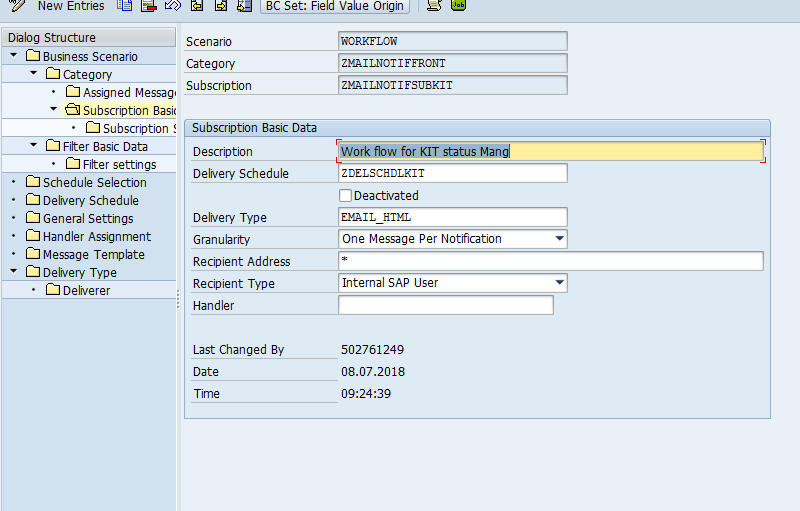 New Entries BC Set: Field Value Origin
Dialog Structure
Business Scenario
Category
Assigned Message
Subscription Basic
Subscription S
Filter Basic Data
Filter settings
Schedule Selection
Delivery Schedule
General Settings
Handler Assignment
Message Template
Delivery Type
Deliverer
Scenario WORKFLOW
Category ZMAILNOTIFFRONT
Subscription ZMAILNOTIFSUBKIT
Subscription Basic Data
Description Work flow for KIT status Mang
Delivery Schedule ZDELSCHDLKIT
Deactivated
Delivery Type EMAIL_HTML
Granularity One Message Per Notification
Recipient Address *
Recipient Type Internal SAP User
Handler
Last Changed By 502761249
Date 08.07.2018
Time 09:24:39